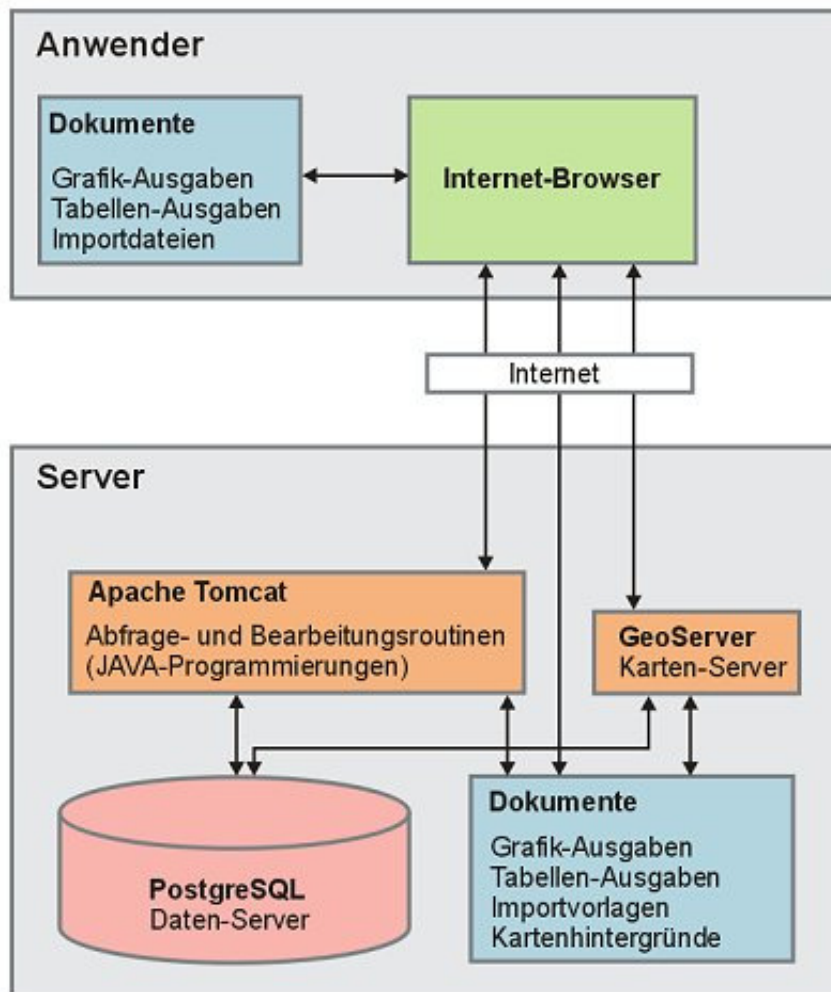 Anwender
Dokumente
Grafik-Ausgaben
Tabellen-Ausgaben
Importdateien
Internet-Browser
Internet
Server
Apache Tomcat
Abfrage- und Bearbeitungsroutinen
(JAVA-Programmierungen)
GeoServer
Karten-Server
PostgreSQL
Daten-Server
Dokumente
Grafik-Ausgaben
Tabellen-Ausgaben
Importvorlagen
Kartenhintergründe